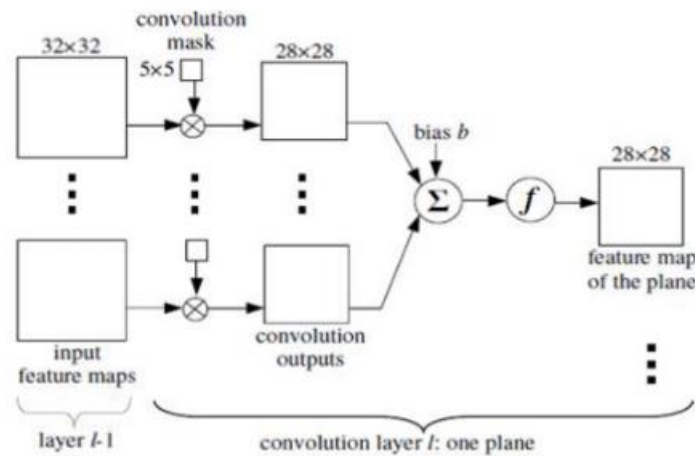 convolution
mask
32×32
5×5
28×28
bias b
Σ
f
28×28
feature map
of the plane
input
feature maps
convolution
outputs
layer l-1
convolution layer l: one plane